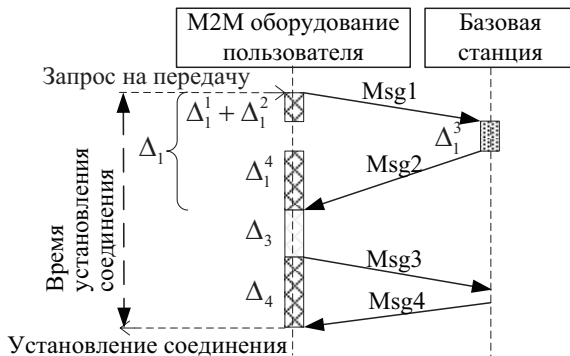 M2M оборудование
пользователя
Базовая
станция
Запрос на передачу
Msg1
Δ₁¹ + Δ₁²
Δ₁³
Δ₁
Msg2
Δ₁⁴
Δ₃
Msg3
Δ₄
Msg4
Время
установления
соединения
Установление соединения